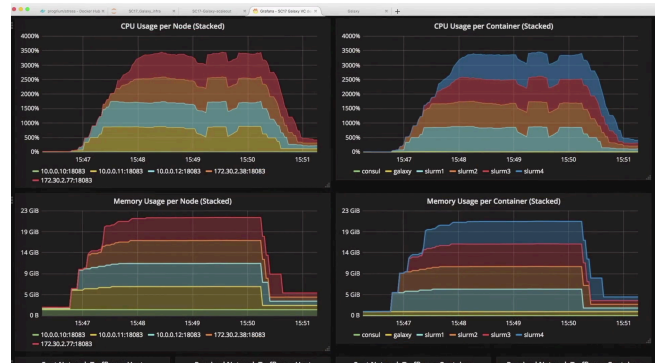 Grafana - BC17 Galaxy VC
Galaxy
CPU Usage per Node (Stacked)
4000%
3500%
3000%
2500%
2000%
1500%
1000%
500%
0%
15:47 15:48 15:49 15:50 15:51
10.0.0.10:18083 10.0.0.11:18083 10.0.0.12:18083 172.30.2.38:18083
172.30.2.77:18083
CPU Usage per Container (Stacked)
4000%
3500%
3000%
2500%
2000%
1500%
1000%
500%
0%
15:47 15:48 15:49 15:50 15:51
consul galaxy slurm1 slurm2 slurm3 slurm4
Memory Usage per Node (Stacked)
23 GiB
19 GiB
14 GiB
9 GiB
5 GiB
0 B
15:47 15:48 15:49 15:50 15:51
10.0.0.10:18083 10.0.0.11:18083 10.0.0.12:18083 172.30.2.38:18083
172.30.2.77:18083
Memory Usage per Container (Stacked)
23 GiB
19 GiB
14 GiB
9 GiB
5 GiB
0 B
15:47 15:48 15:49 15:50 15:51
consul galaxy slurm1 slurm2 slurm3 slurm4